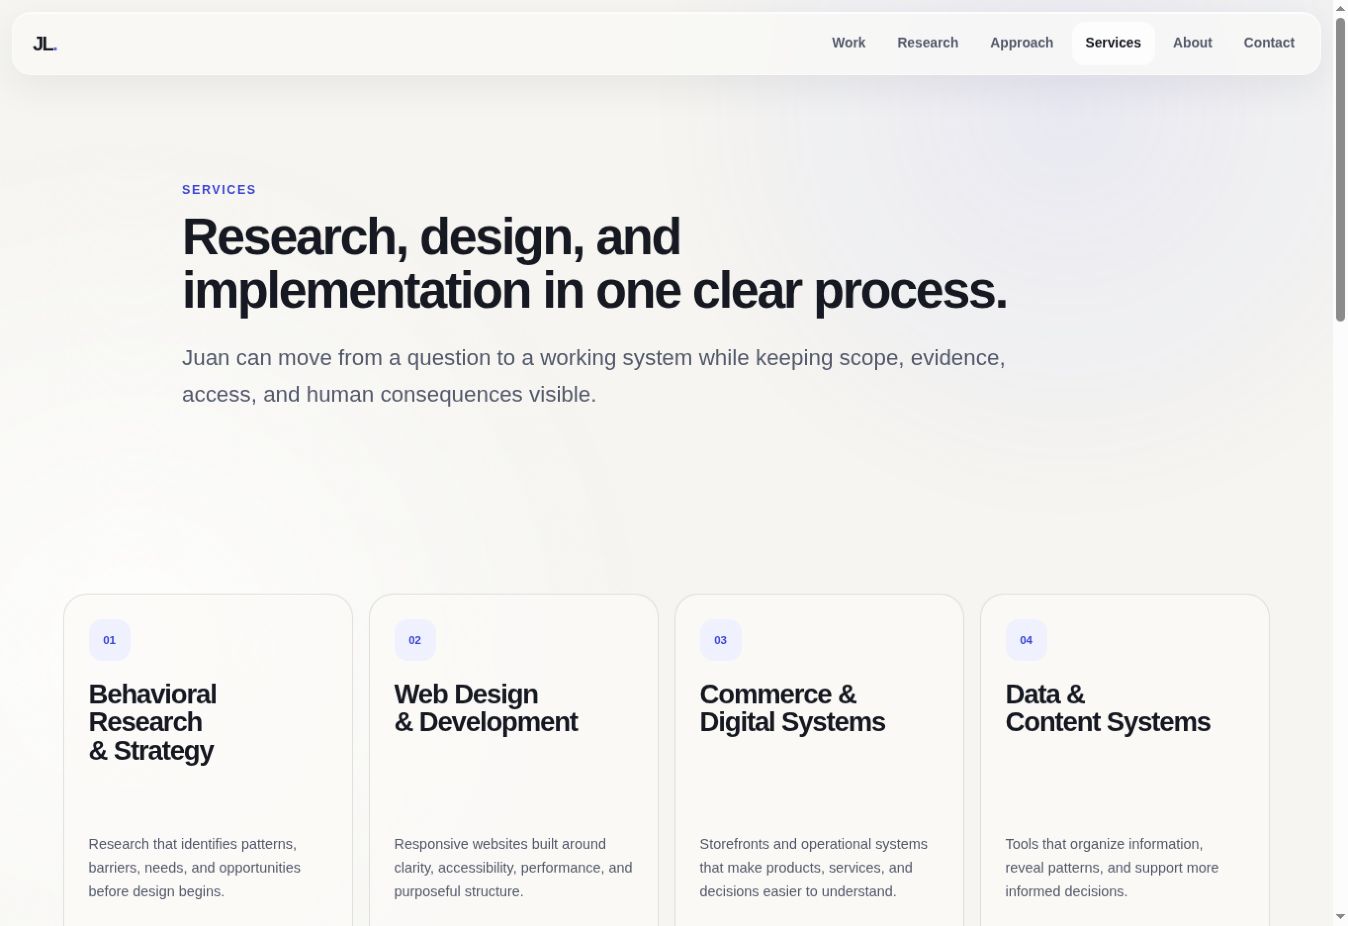 JL.
Work Research Approach Services About Contact
SERVICES
Research, design, and
implementation in one clear process.
Juan can move from a question to a working system while keeping scope, evidence,
access, and human consequences visible.
01
Behavioral
Research
& Strategy
Research that identifies patterns,
barriers, needs, and opportunities
before design begins.
02
Web Design
& Development
Responsive websites built around
clarity, accessibility, performance, and
purposeful structure.
03
Commerce &
Digital Systems
Storefronts and operational systems
that make products, services, and
decisions easier to understand.
04
Data &
Content Systems
Tools that organize information,
reveal patterns, and support more
informed decisions.